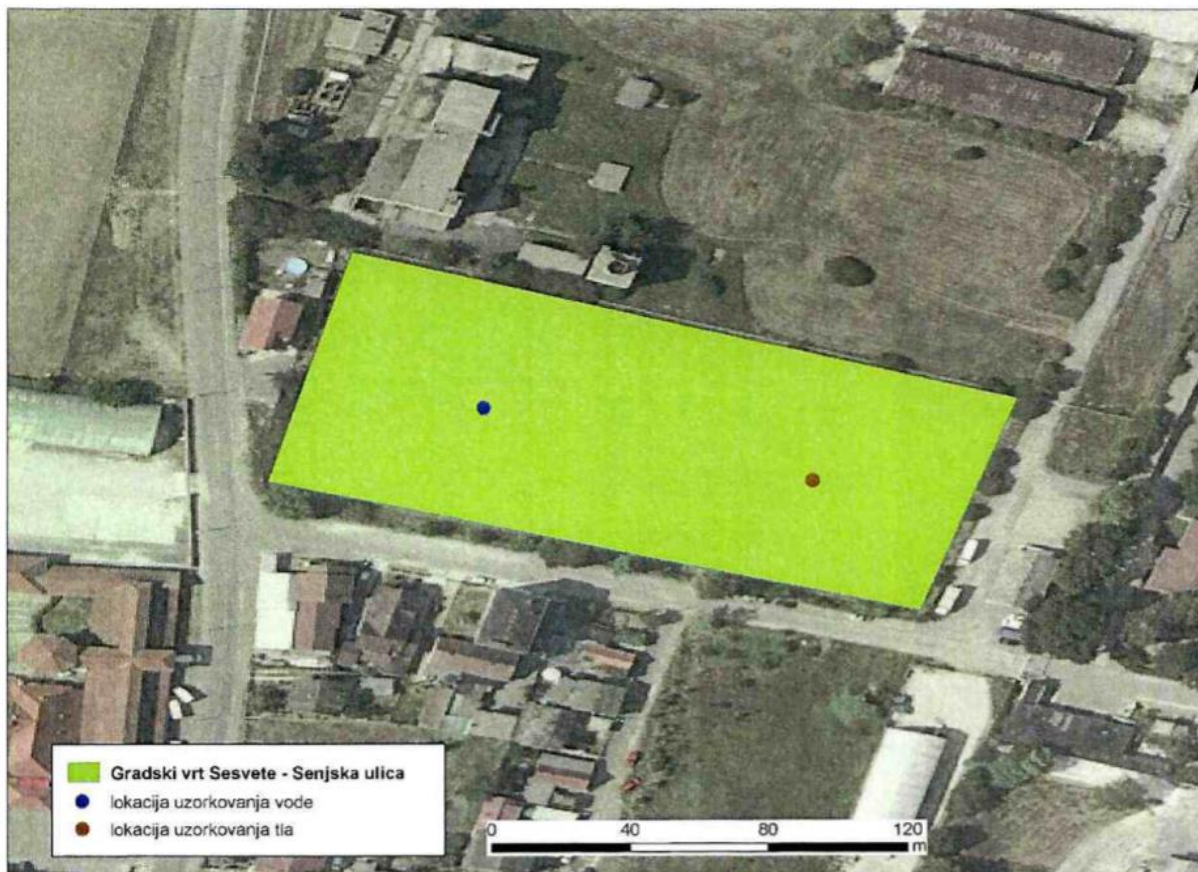 Gradski vrt Sesvete - Senjska ulica
lokacija uzorkovanja vode
lokacija uzorkovanja tla
0 40 80 120
m